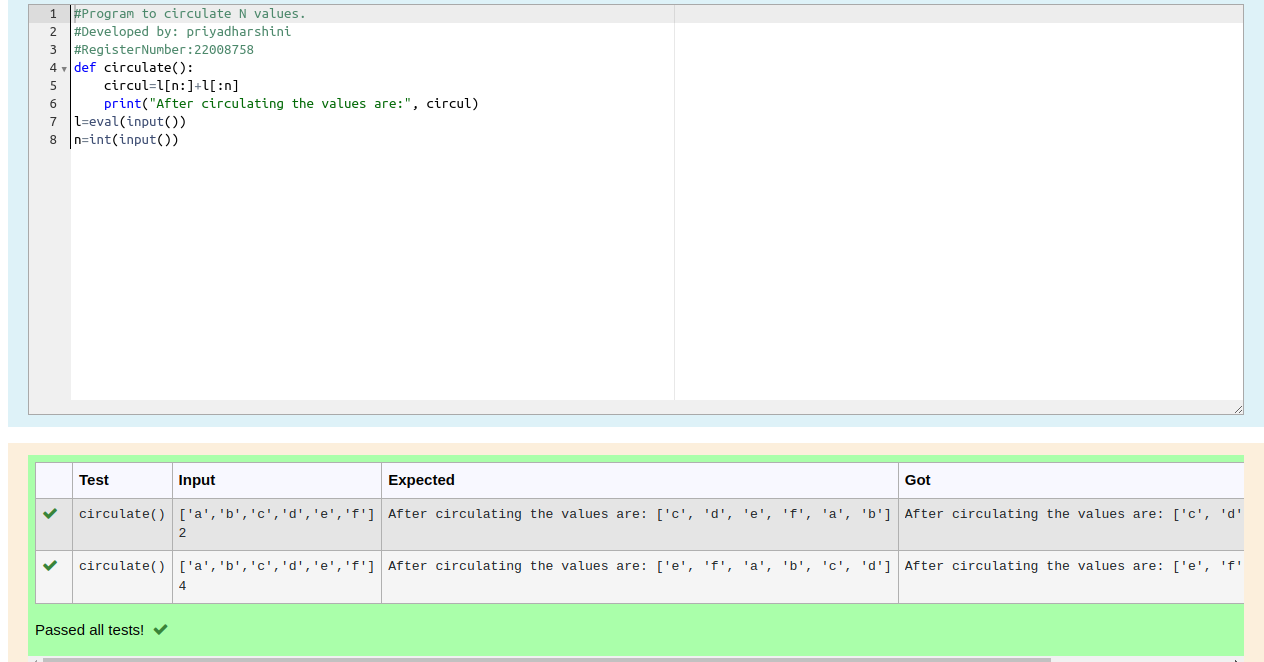 1 #Program to circulate N values.
2 #Developed by: priyadharshini
3 #RegisterNumber:22008758
4 def circulate():
5 circul=l[n:]+l[:n]
6 print("After circulating the values are:", circul)
7 l=eval(input())
8 n=int(input())
Test Input Expected Got
circulate() ['a','b','c','d','e','f'] After circulating the values are: ['c', 'd', 'e', 'f', 'a', 'b'] After circulating the values are: ['c', 'd'
2
circulate() ['a','b','c','d','e','f'] After circulating the values are: ['e', 'f', 'a', 'b', 'c', 'd'] After circulating the values are: ['e', 'f'
4
Passed all tests!